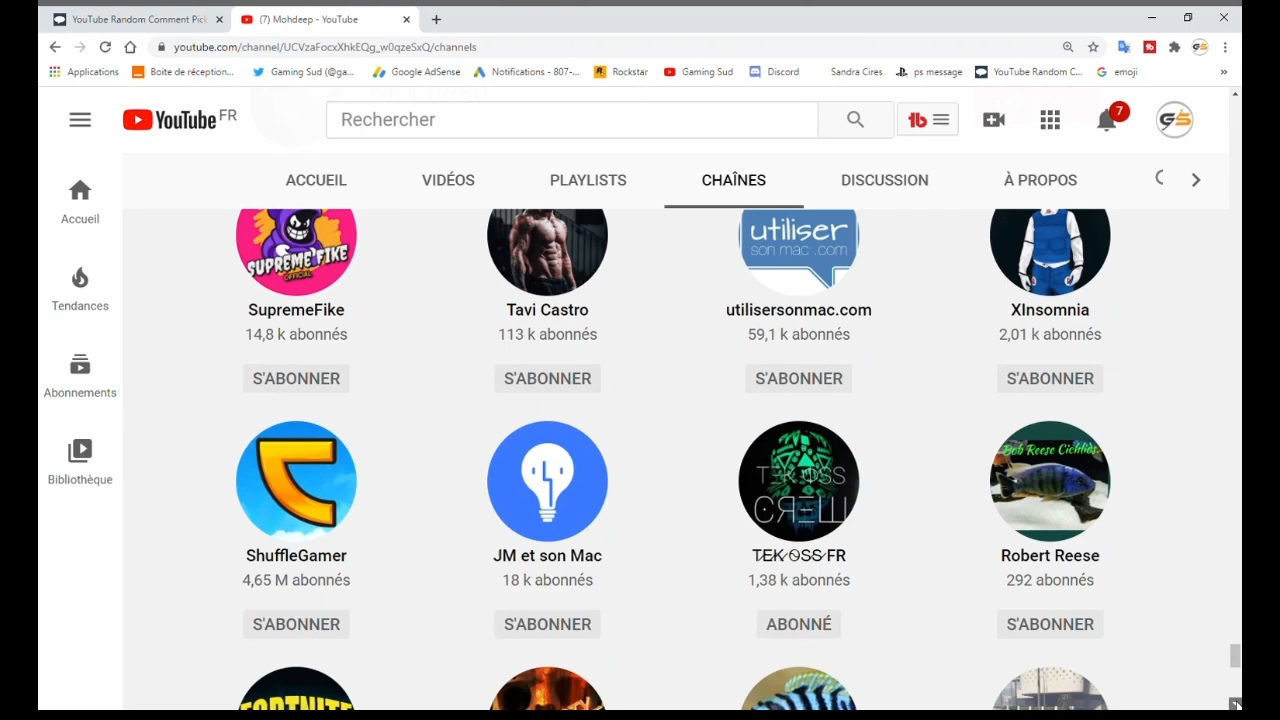 YouTube Random Comment Pick
(7) Mohdeep - YouTube
youtube.com/channel/UCVzaFocxXhkEQg_w0qzeSxQ/channels
Applications
Boite de réception...
Gaming Sud (@ga...
Google AdSense
Notifications - 807-...
Rockstar
Gaming Sud
Discord
Sandra Cires
ps message
YouTube Random C...
emoji
»
YouTube FR
Rechercher
7
GS
ACCUEIL
VIDÉOS
PLAYLISTS
CHAÎNES
DISCUSSION
À PROPOS
Accueil
Tendances
Abonnements
Bibliothèque
SUPREME FIKE
OFFICIAL
utiliser
son mac .com
SupremeFike
Tavi Castro
utilisersonmac.com
XInsomnia
14,8 k abonnés
113 k abonnés
59,1 k abonnés
2,01 k abonnés
S'ABONNER
S'ABONNER
S'ABONNER
S'ABONNER
TEK OSS
CREW
Bob Reese Cichlids
ShuffleGamer
JM et son Mac
T̷E̷K̷ ̷O̷S̷S̷ FR
Robert Reese
4,65 M abonnés
18 k abonnés
1,38 k abonnés
292 abonnés
S'ABONNER
S'ABONNER
ABONNÉ
S'ABONNER
FORTNITE